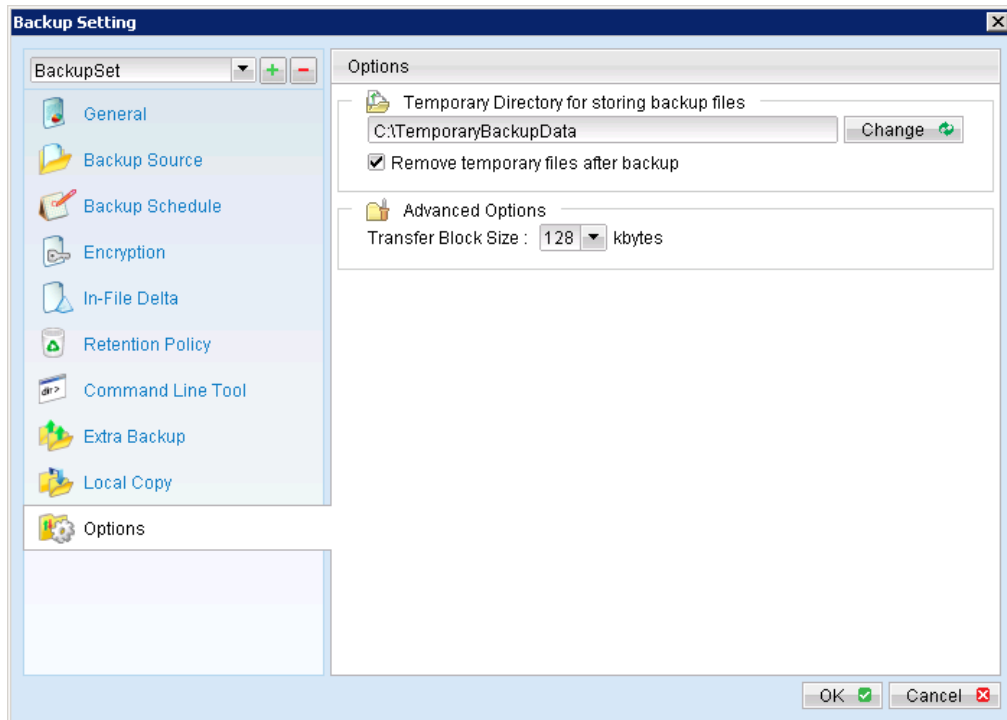 Backup Setting
BackupSet
General
Backup Source
Backup Schedule
Encryption
In-File Delta
Retention Policy
dir>
Command Line Tool
Extra Backup
Local Copy
Options
Options
Temporary Directory for storing backup files
C:\TemporaryBackupData
Change
Remove temporary files after backup
Advanced Options
Transfer Block Size : 128 kbytes
OK Cancel